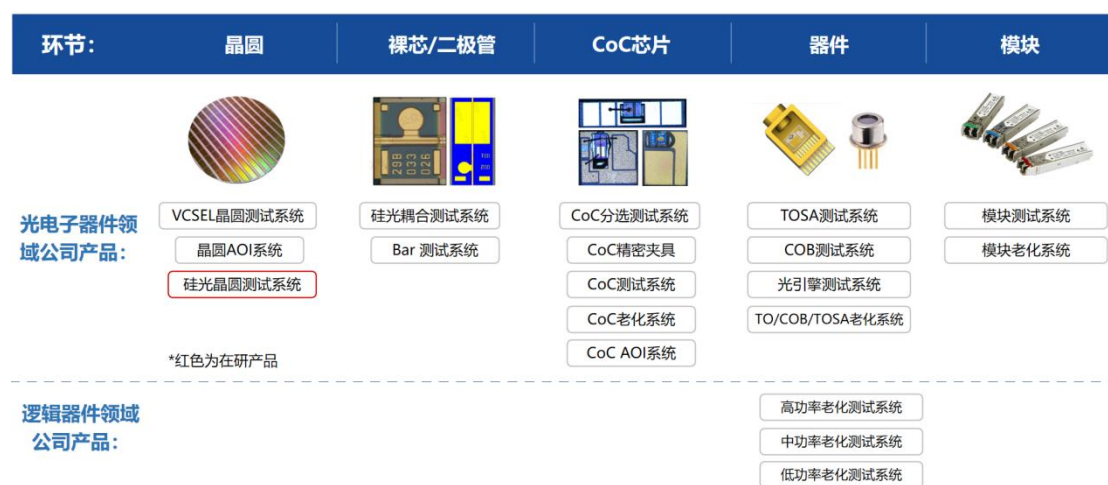 环节： 晶圆 裸芯/二极管 CoC芯片 器件 模块
光电子器件领
域公司产品：
VCSEL晶圆测试系统 硅光耦合测试系统 CoC分选测试系统 TOSA测试系统 模块测试系统
晶圆AOI系统 Bar 测试系统 CoC精密夹具 COB测试系统 模块老化系统
硅光晶圆测试系统 CoC测试系统 光引擎测试系统
CoC老化系统 TO/COB/TOSA老化系统
CoC AOI系统
*红色为在研产品
逻辑器件领域
公司产品：
高功率老化测试系统
中功率老化测试系统
低功率老化测试系统